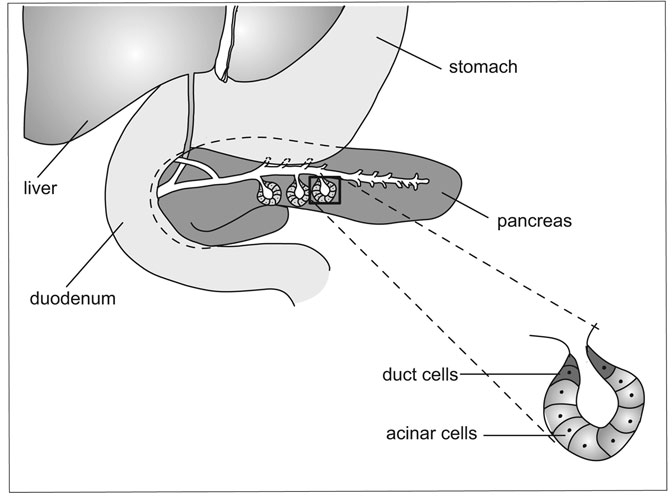 stomach
liver
pancreas
duodenum
duct cells
acinar cells